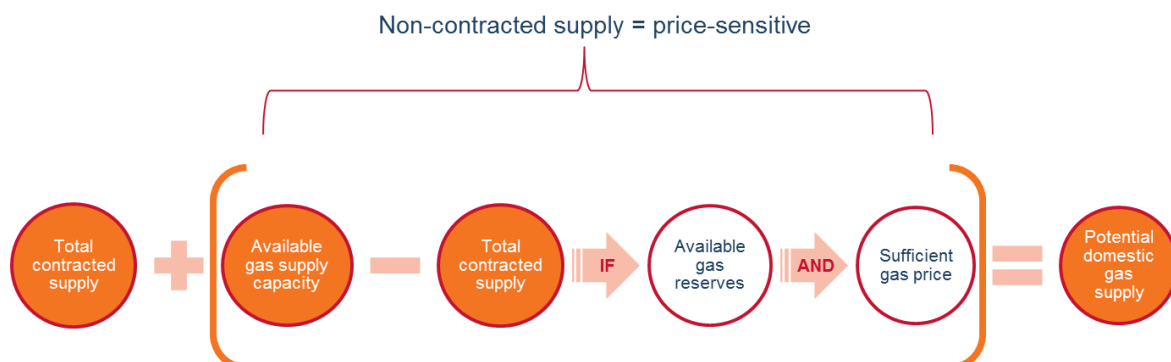 Non-contracted supply = price-sensitive
Total
contracted
supply
Available
gas supply
capacity
Total
contracted
supply
IF
Available
gas
reserves
AND
Sufficient
gas price
Potential
domestic
gas
supply